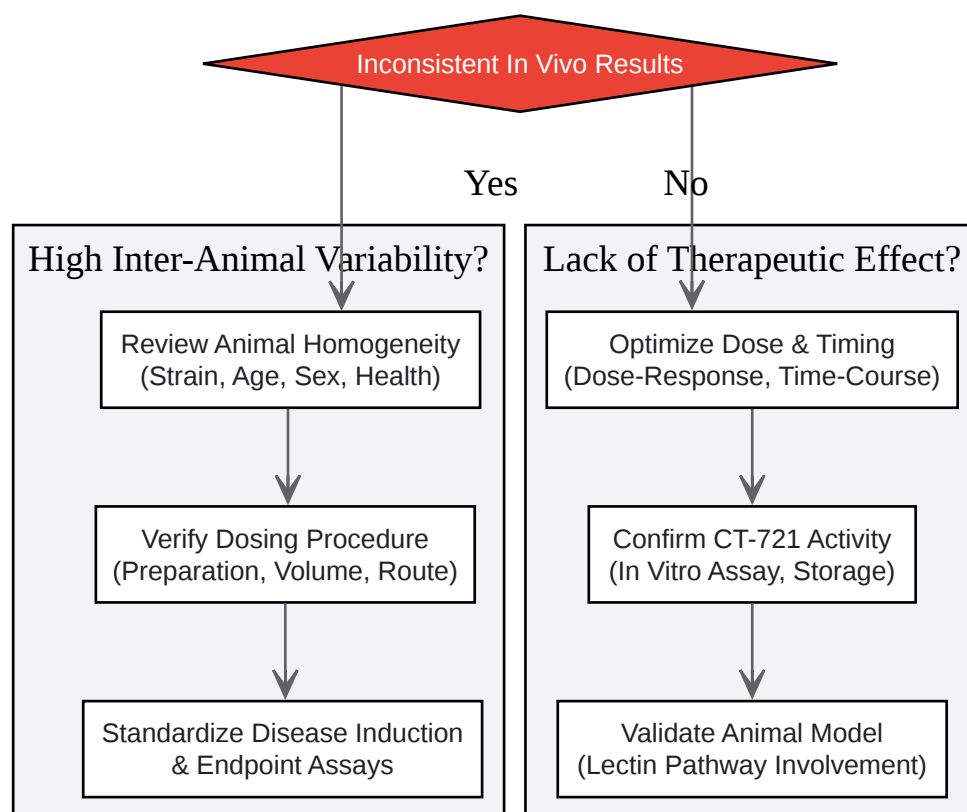 Inconsistent In Vivo Results
Yes
No
High Inter-Animal Variability?
Review Animal Homogeneity
(Strain, Age, Sex, Health)
Verify Dosing Procedure
(Preparation, Volume, Route)
Standardize Disease Induction
& Endpoint Assays
Lack of Therapeutic Effect?
Optimize Dose & Timing
(Dose-Response, Time-Course)
Confirm CT-721 Activity
(In Vitro Assay, Storage)
Validate Animal Model
(Lectin Pathway Involvement)